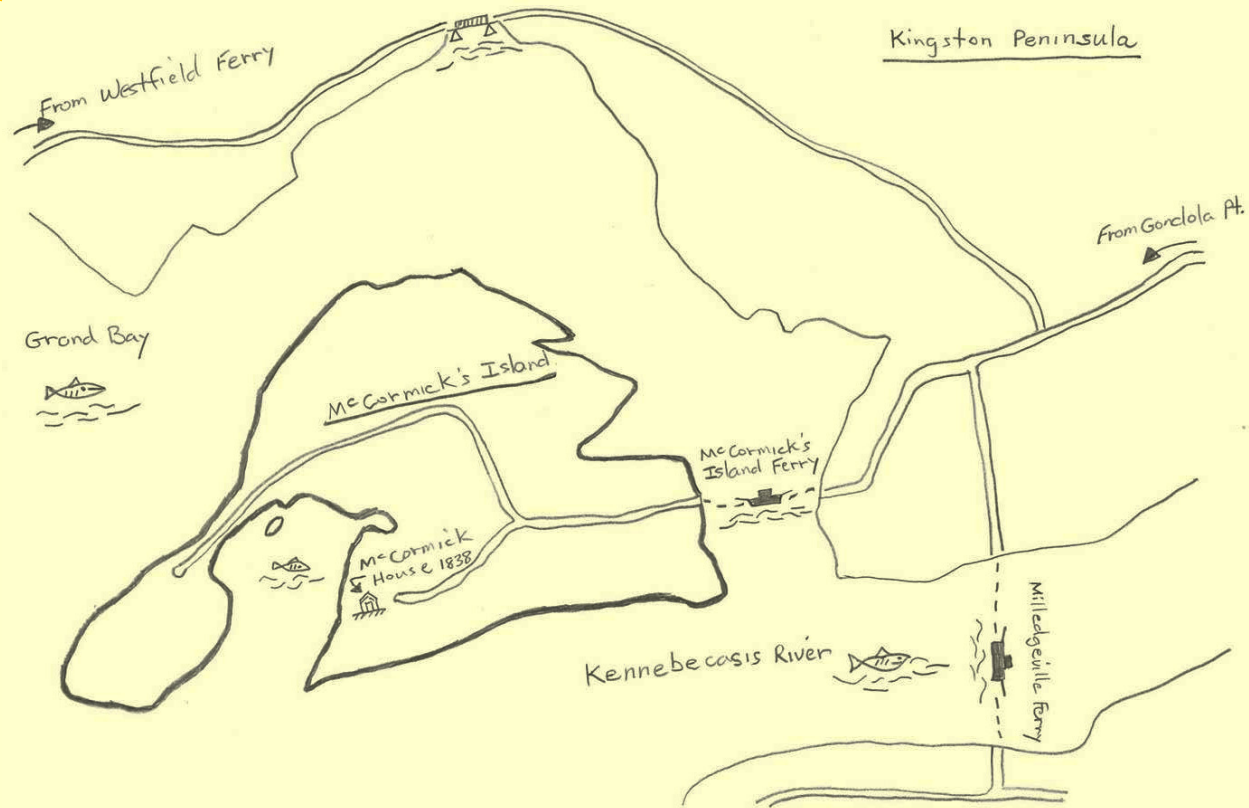 Kingston Peninsula
From Westfield Ferry
From Gondola Pt.
Grand Bay
McCormick's Island
McCormick's
Island Ferry
McCormick
House 1838
Kennebecasis River
Milledgeville Ferry